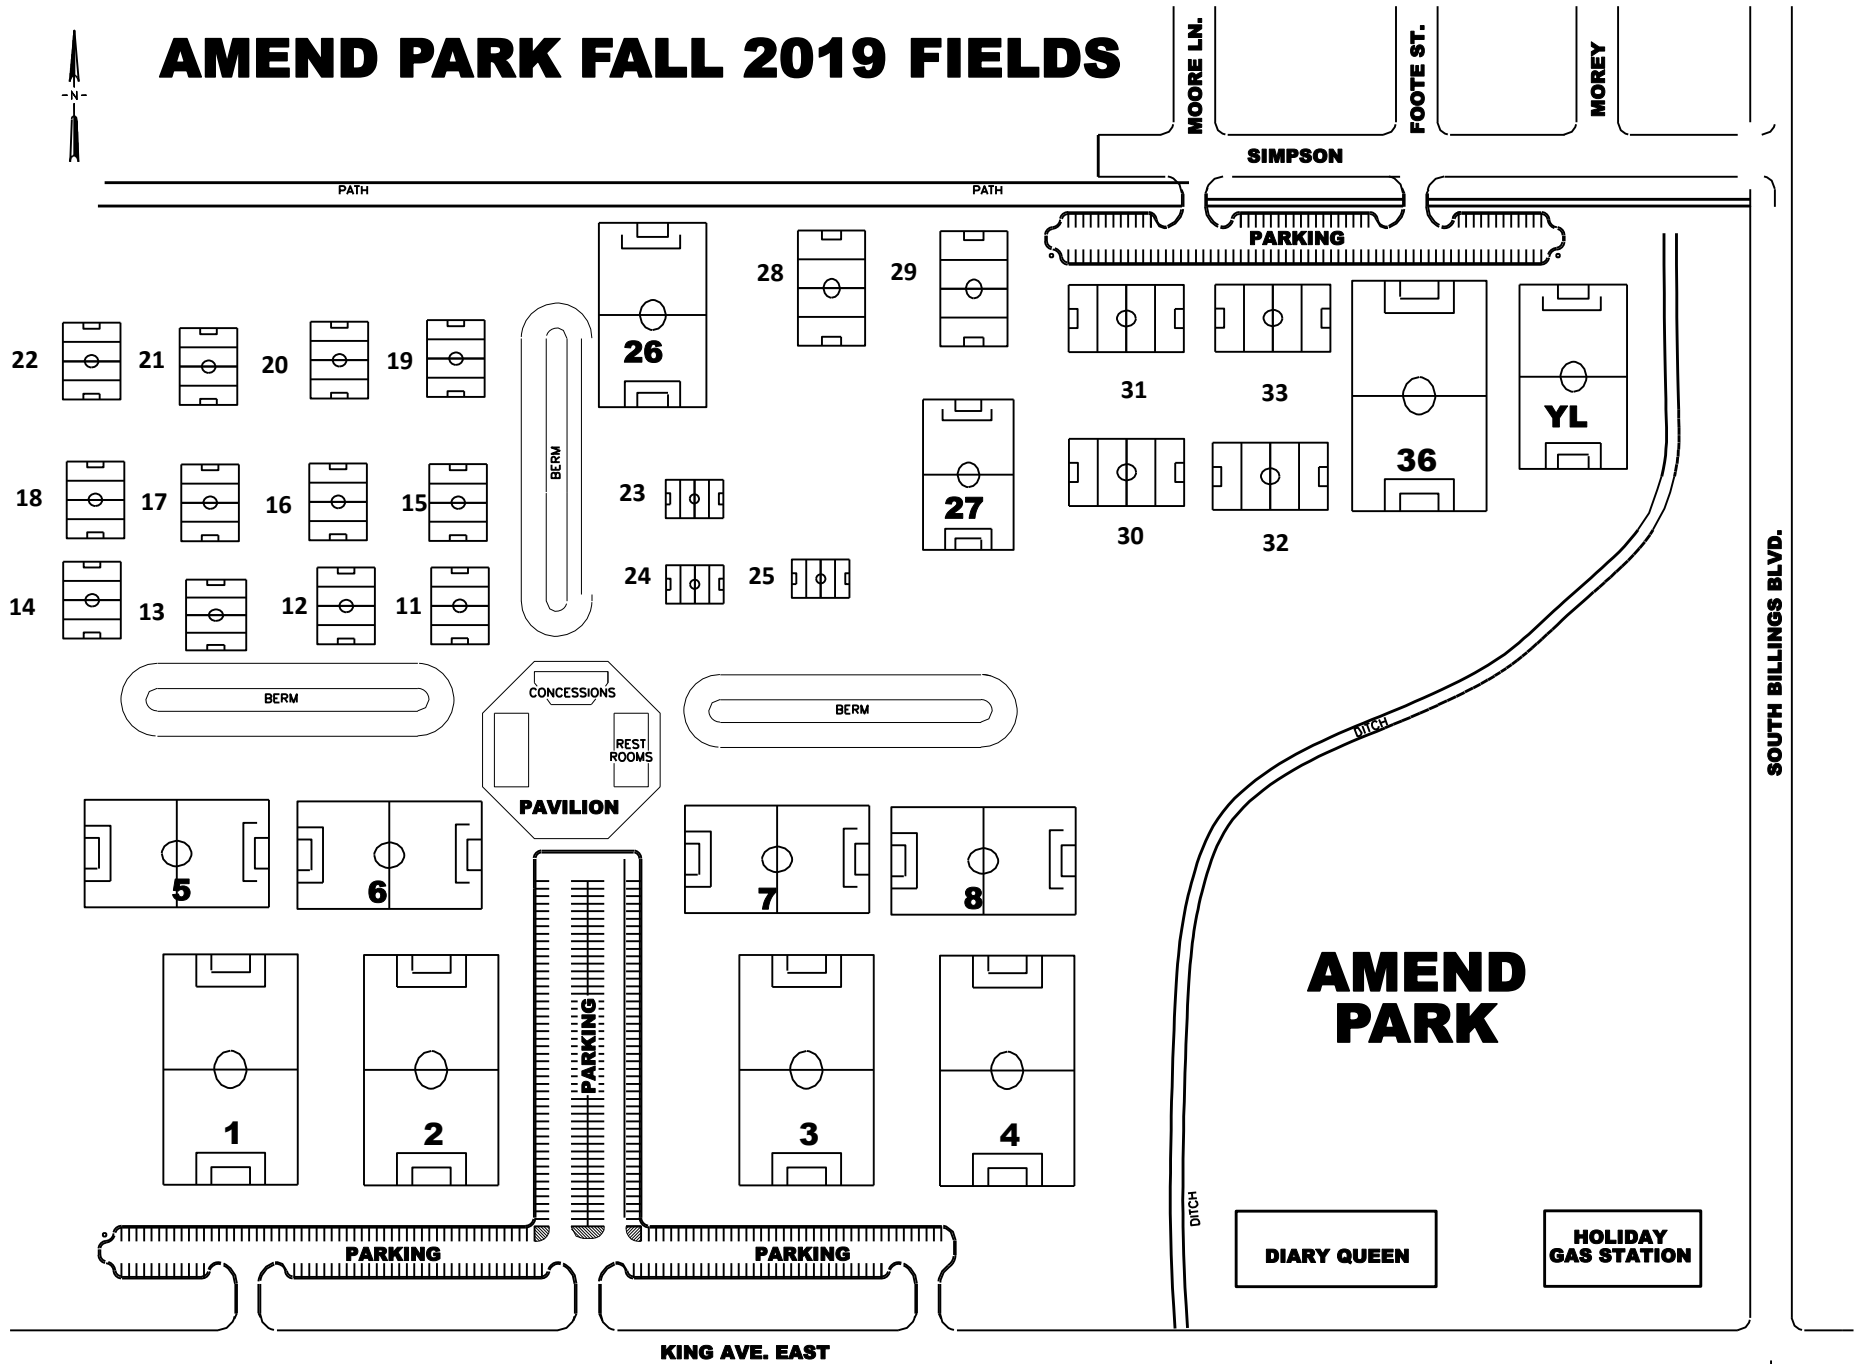 AMEND PARK FALL 2019 FIELDS
N
MOORE LN.
FOOTE ST.
MOREY
SIMPSON
PATH
PATH
PARKING
28
29
26
22
21
20
19
31
33
YL
36
BERM
18
17
16
15
23
27
30
32
14
13
12
11
24
25
SOUTH BILLINGS BLVD.
BERM
CONCESSIONS
BERM
REST
ROOMS
DITCH
PAVILION
5
6
7
8
AMEND
PARK
PARKING
1
2
3
4
DITCH
PARKING
PARKING
DIARY QUEEN
HOLIDAY
GAS STATION
KING AVE. EAST